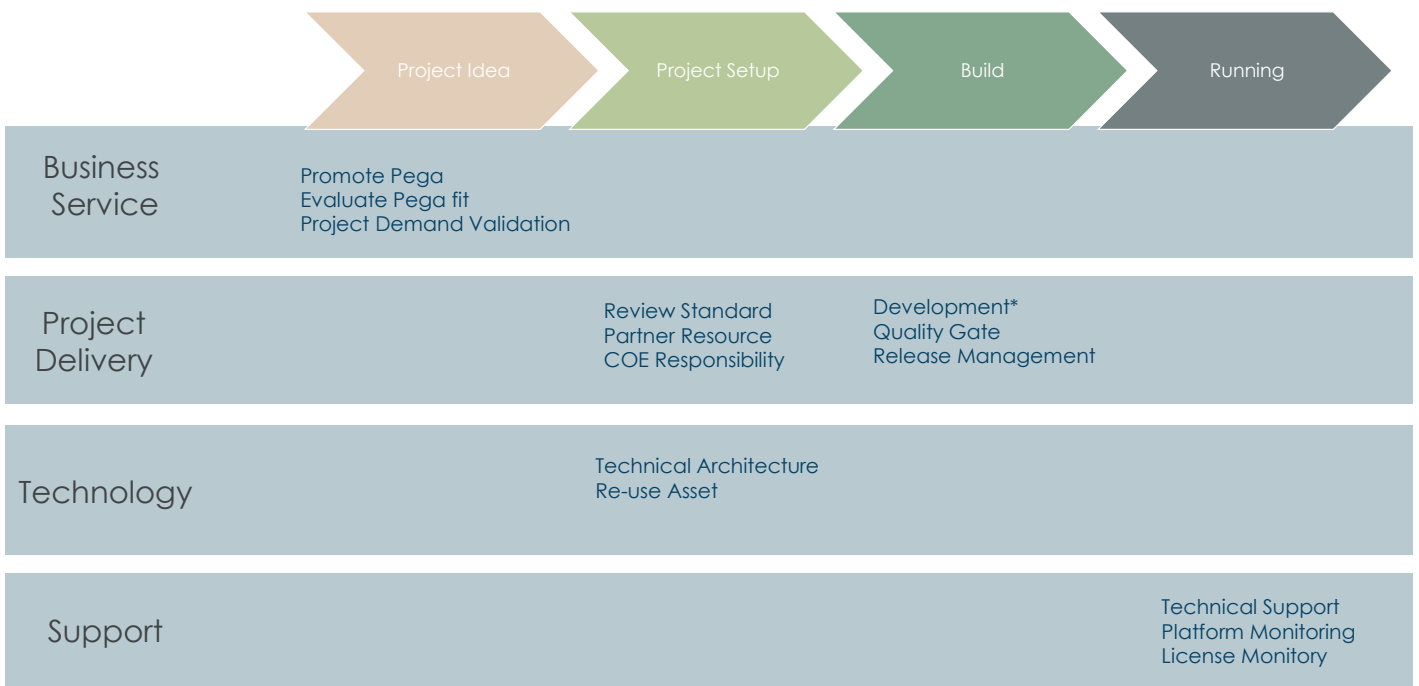 Project Idea
Project Setup
Build
Running
Business
Service
Promote Pega
Evaluate Pega fit
Project Demand Validation
Project
Delivery
Review Standard
Partner Resource
COE Responsibility
Development*
Quality Gate
Release Management
Technology
Technical Architecture
Re-use Asset
Support
Technical Support
Platform Monitoring
License Monitory